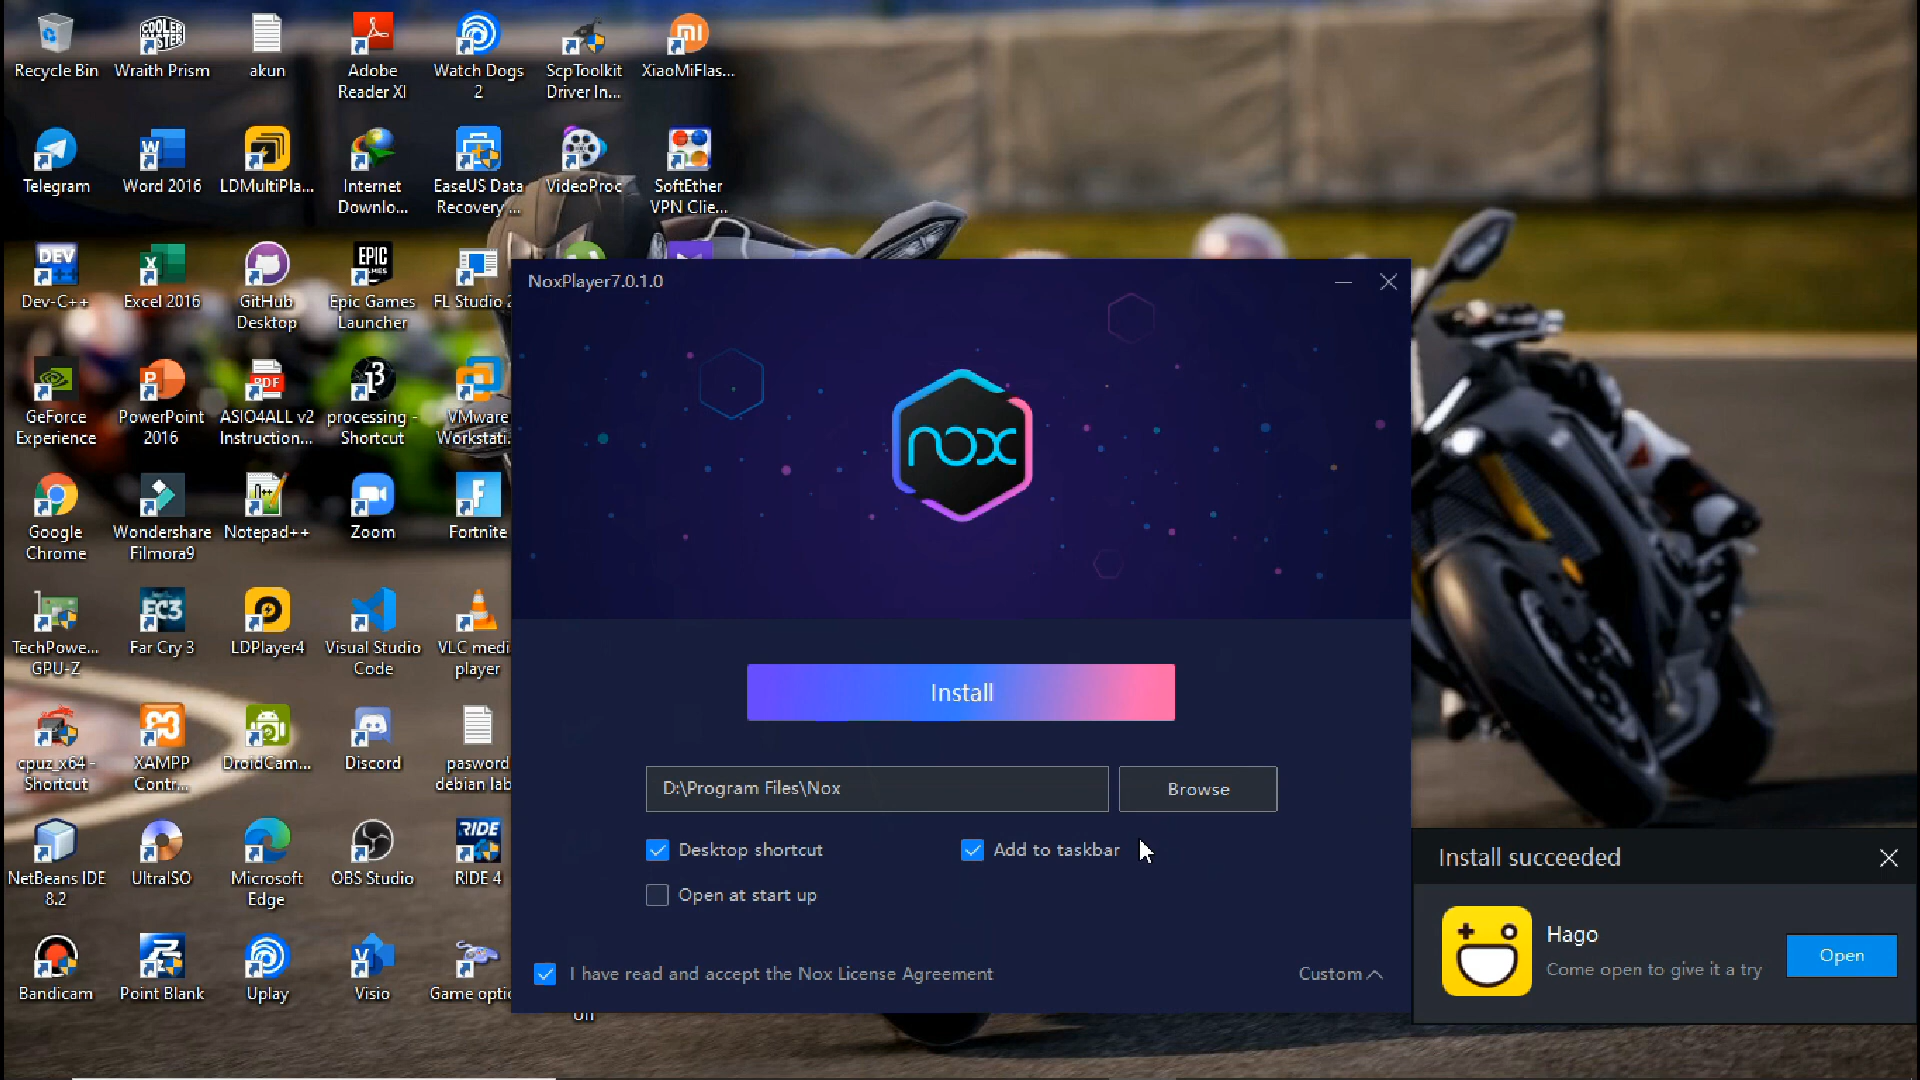 Recycle Bin
Wraith Prism
akun
Adobe
Reader XI
Watch Dogs
2
ScpToolkit
Driver In...
XiaoMiFlas...
Telegram
Word 2016
LDMultiPla...
Internet
Downlo...
EaseUS Data
Recovery ...
VideoProc
SoftEther
VPN Clie...
Dev-C++
Excel 2016
GitHub
Desktop
Epic Games
Launcher
FL Studio 2
GeForce
Experience
PowerPoint
2016
ASIO4ALL v2
Instruction...
processing -
Shortcut
VMware
Workstati...
Google
Chrome
Wondershare
Filmora9
Notepad++
Zoom
Fortnite
TechPowe...
GPU-Z
Far Cry 3
LDPlayer4
Visual Studio
Code
VLC medi
player
cpuz_x64 -
Shortcut
XAMPP
Contr...
DroidCam...
Discord
pasword
debian lab
NetBeans IDE
8.2
UltraISO
Microsoft
Edge
OBS Studio
RIDE 4
Bandicam
Point Blank
Uplay
Visio
Game optio
NoxPlayer7.0.1.0
nox
Install
D:\Program Files\Nox
Browse
Desktop shortcut
Add to taskbar
Open at start up
I have read and accept the Nox License Agreement
Custom
Install succeeded
Hago
Come open to give it a try
Open